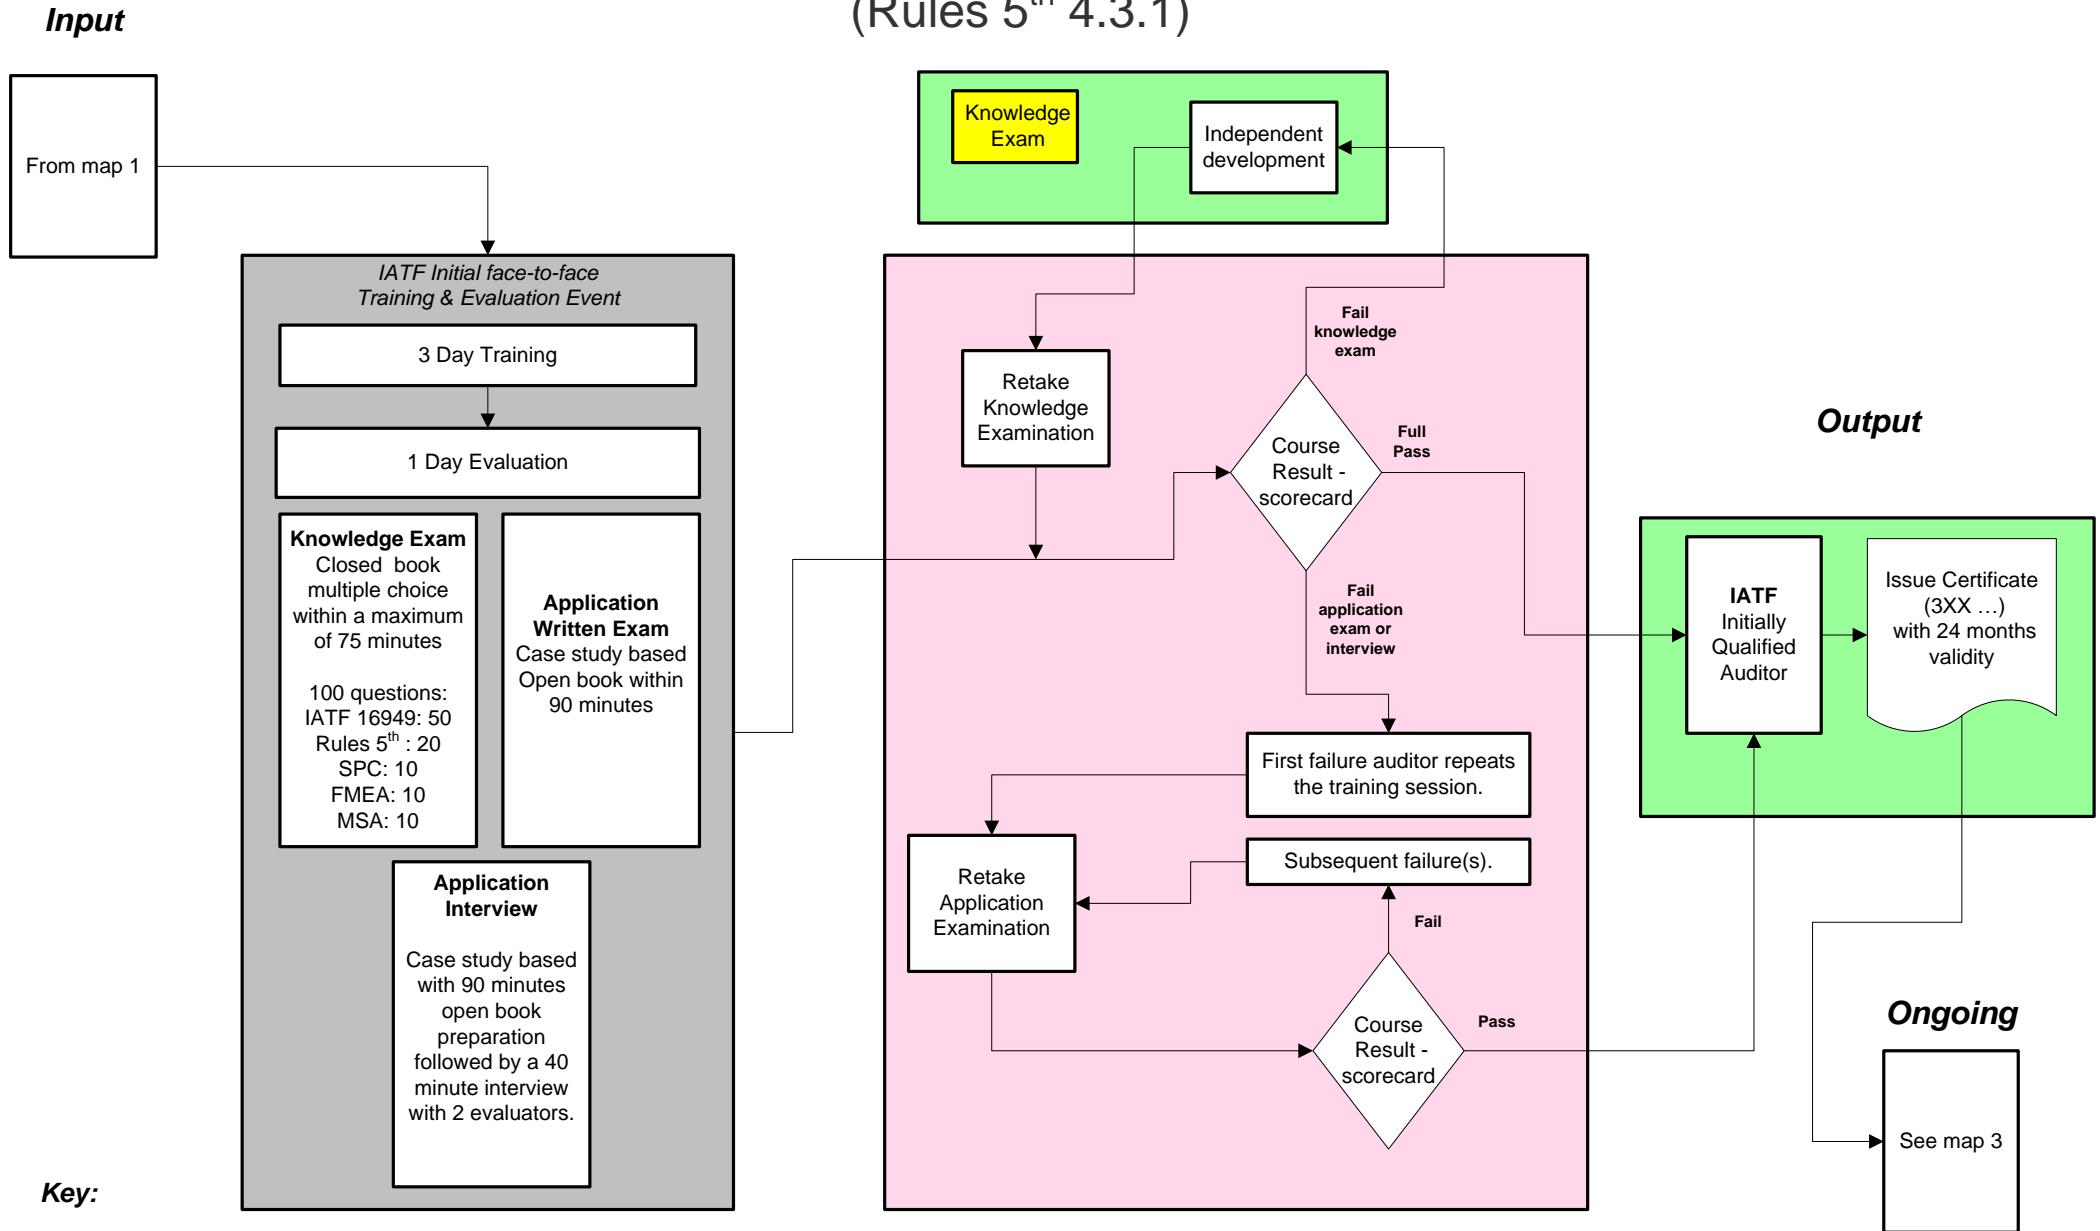 (Rules 5th 4.3.1)
Input
From map 1
IATF Initial face-to-face
Training & Evaluation Event
3 Day Training
1 Day Evaluation
Knowledge Exam
Closed book
multiple choice
within a maximum
of 75 minutes
100 questions:
IATF 16949: 50
Rules 5th : 20
SPC: 10
FMEA: 10
MSA: 10
Application
Written Exam
Case study based
Open book within
90 minutes
Application
Interview
Case study based
with 90 minutes
open book
preparation
followed by a 40
minute interview
with 2 evaluators.
Key:
Knowledge
Exam
Independent
development
Retake
Knowledge
Examination
Fail
knowledge
exam
Course
Result -
scorecard
Full
Pass
Fail
application
exam or
interview
First failure auditor repeats
the training session.
Subsequent failure(s).
Retake
Application
Examination
Fail
Course
Result -
scorecard
Pass
Output
IATF
Initially
Qualified
Auditor
Issue Certificate
(3XX …)
with 24 months
validity
Ongoing
See map 3